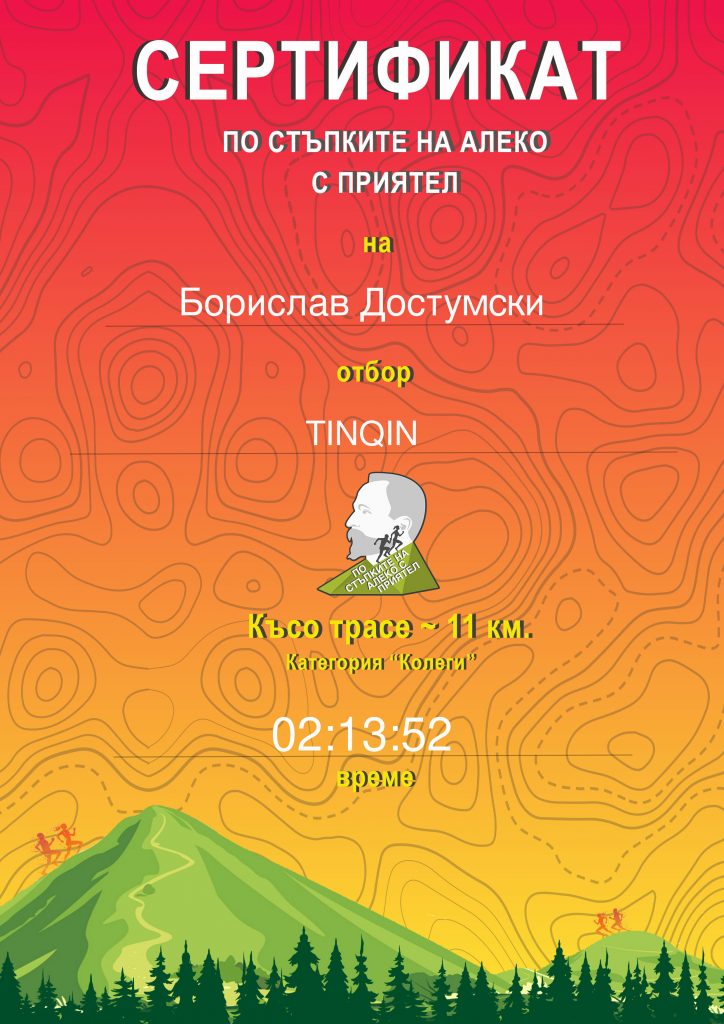 СЕРТИФИКАТ
ПО СТЪПКИТЕ НА АЛЕКО
С ПРИЯТЕЛ
на
Борислав Достумски
отбор
TINQIN
ПО
СТЪПКИТЕ НА
АЛЕКО С
ПРИЯТЕЛ
Късо трасе ~ 11 км.
Категория “Колеги”
02:13:52
време